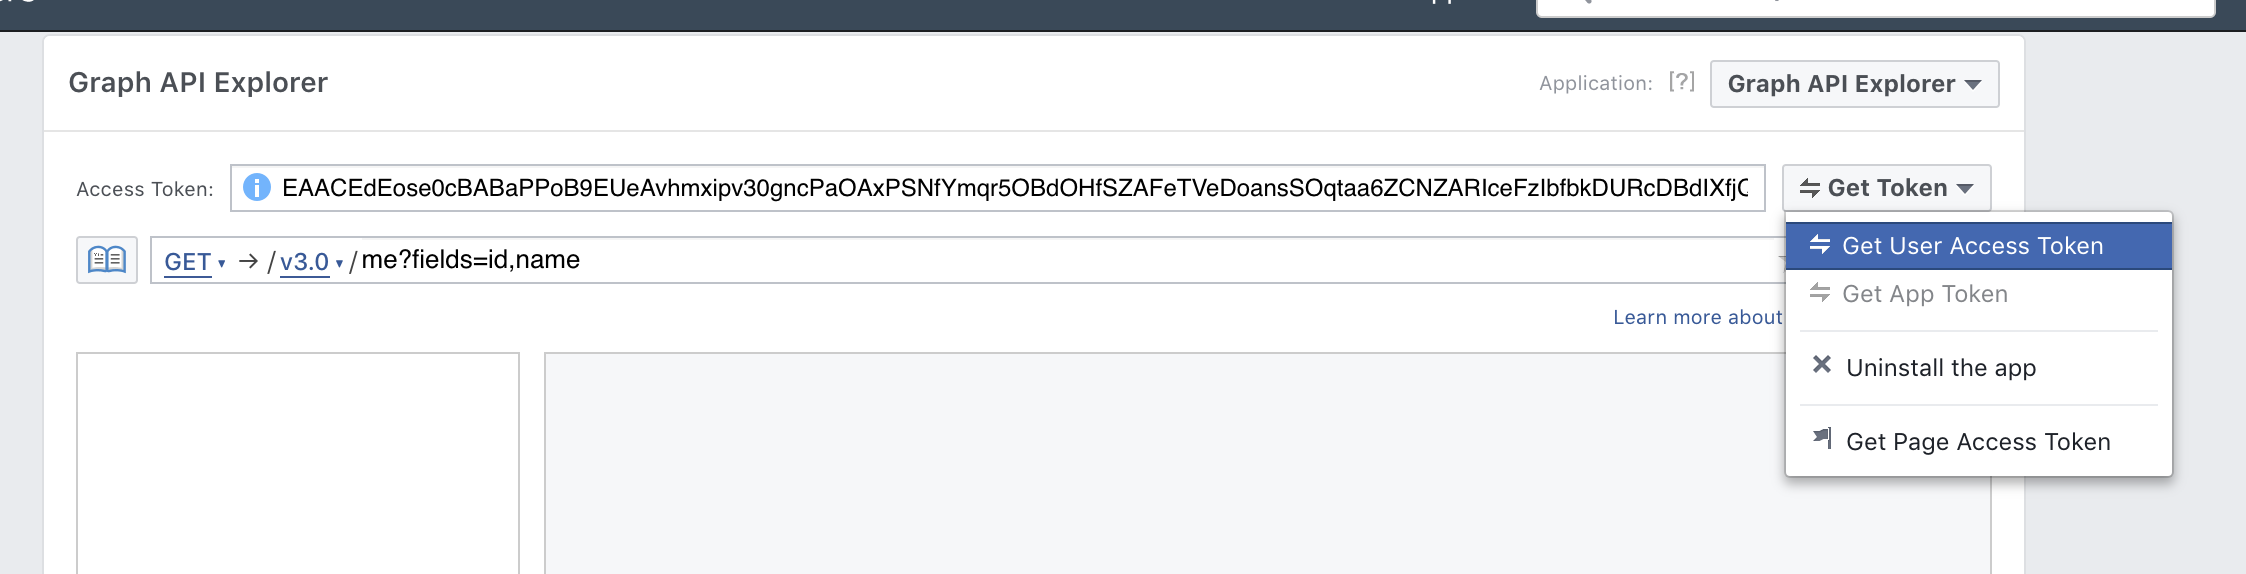 Graph API Explorer
Application: [?] Graph API Explorer
Access Token: EAACEdEose0cBABaPPoB9EUeAvhmxipv30gncPaOAxPSNfYmqr5OBdOHfSZAFeTVeDoansSOqtaa6ZCNZARIceFzIbfbkDURcDBdIXfjC Get Token
GET → /v3.0 /me?fields=id,name
Get User Access Token
Get App Token
Learn more about
Uninstall the app
Get Page Access Token